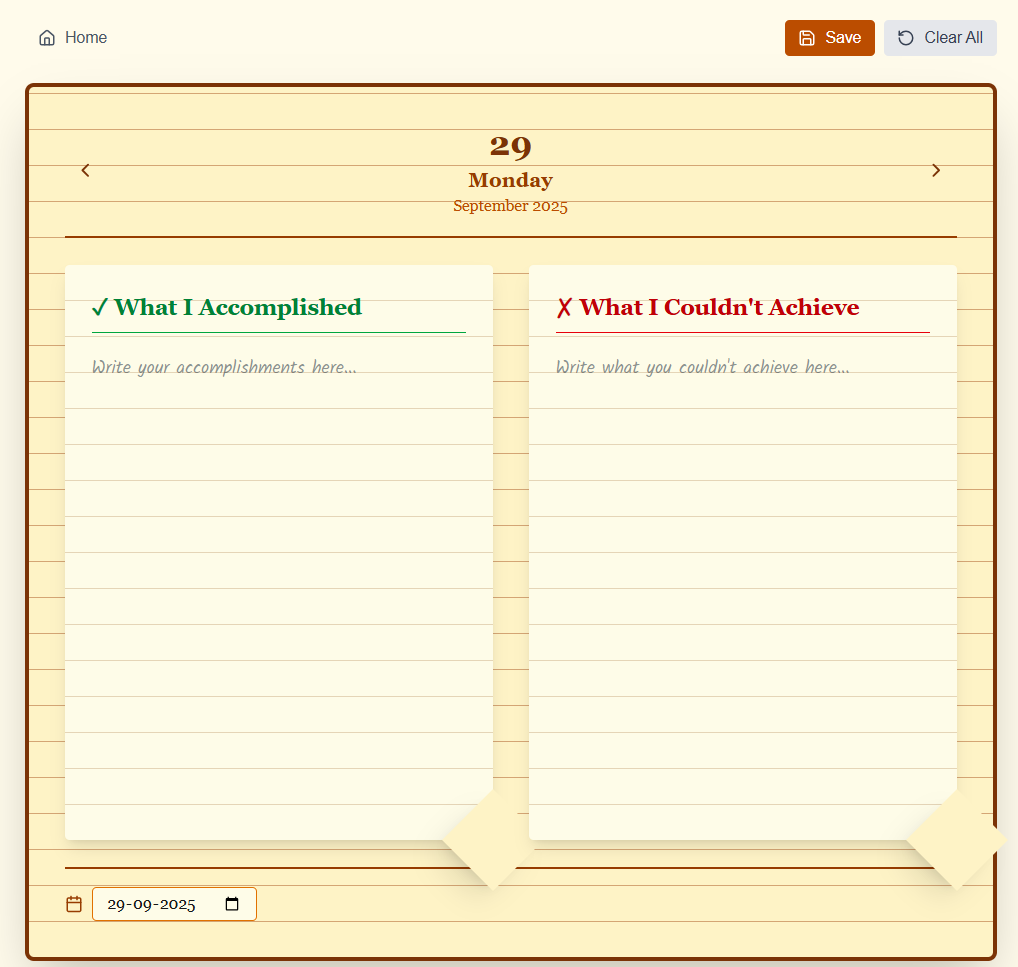 Home
Save
Clear All
29
Monday
September 2025
✓ What I Accomplished
Write your accomplishments here...
✗ What I Couldn't Achieve
Write what you couldn't achieve here...
29-09-2025